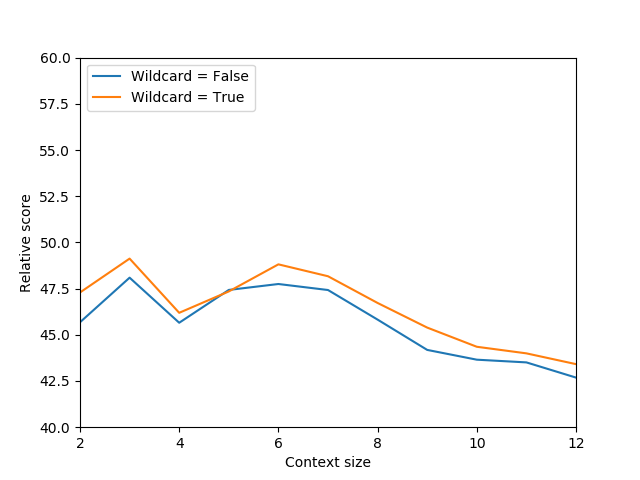 Wildcard = False
Wildcard = True
60.0
57.5
55.0
52.5
50.0
47.5
45.0
42.5
40.0
Relative score
2 4 6 8 10 12
Context size